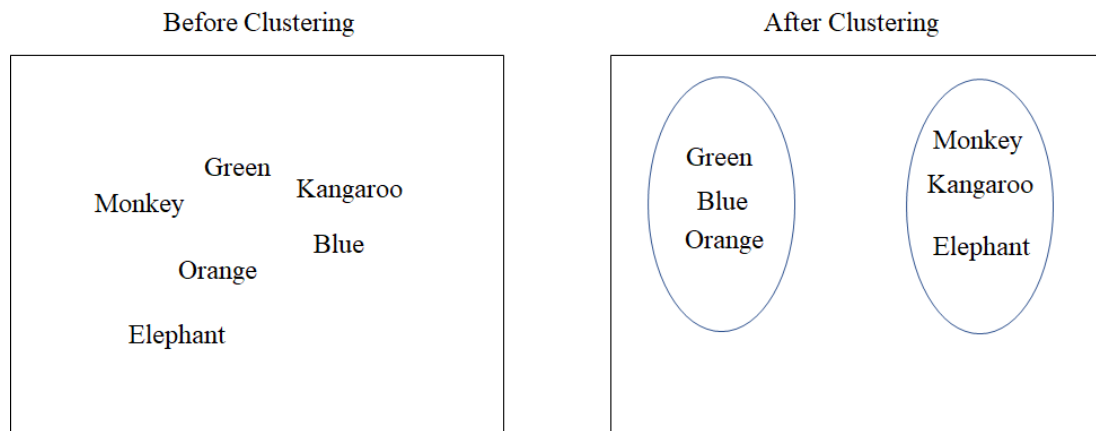 Before Clustering
After Clustering
Green
Kangaroo
Monkey
Blue
Orange
Elephant
Green
Blue
Orange
Monkey
Kangaroo
Elephant